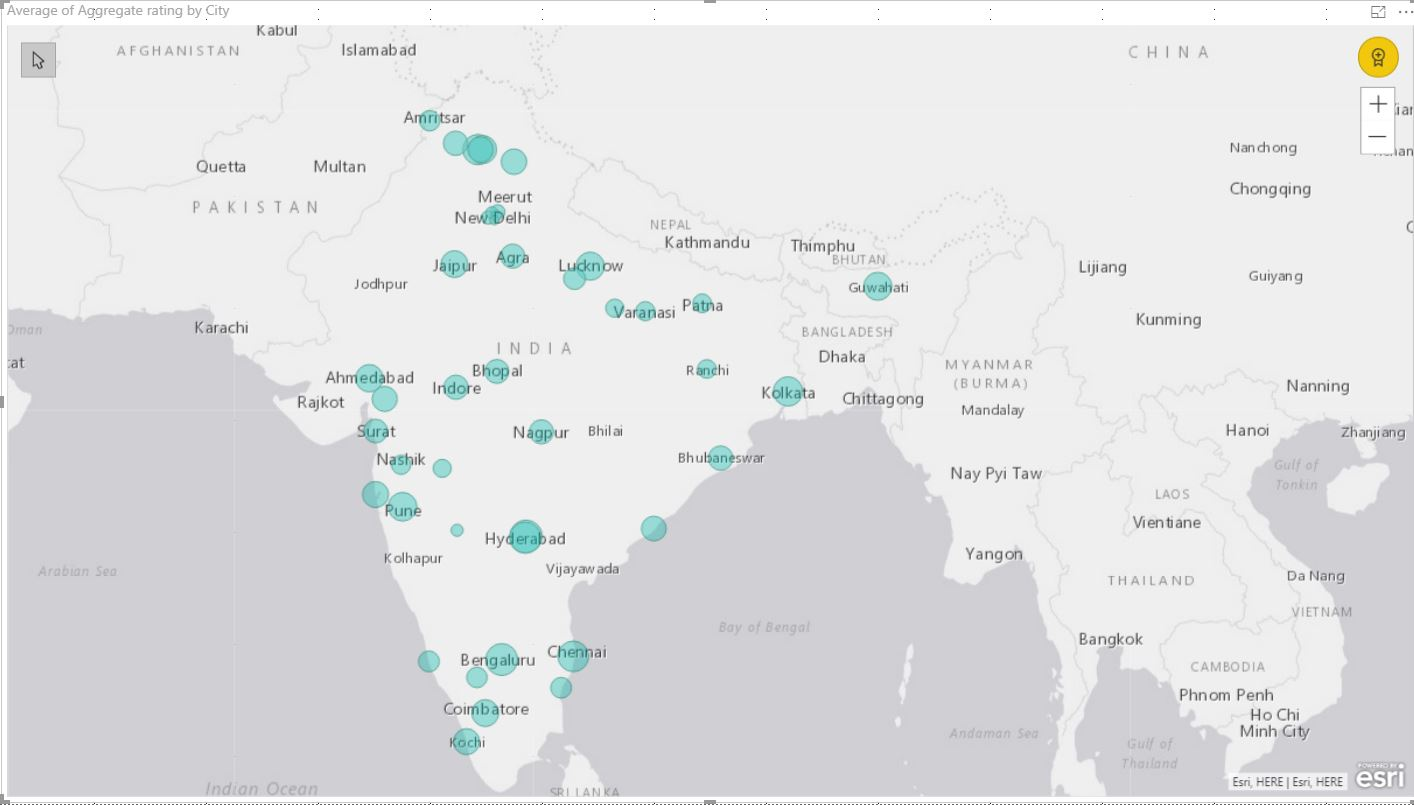 Average of Aggregate rating by City
Kabul
AFGHANISTAN
Islamabad
CHINA
Amritsar
Quetta
Multan
Nanchong
Chongqing
Meerut
PAKISTAN
New Delhi
NEPAL
Kathmandu
Thimphu
BHUTAN
Jaipur
Agra
Lucknow
Lijiang
Guiyang
Jodhpur
Guwahati
Varanasi
Patna
Karachi
Kunming
BANGLADESH
INDIA
Dhaka
MYANMAR
(BURMA)
Ahmedabad
Bhopal
Ranchi
Indore
Kolkata
Chittagong
Nanning
Rajkot
Mandalay
Surat
Nagpur
Bhilai
Hanoi
Zhanjiang
Nashik
Bhubaneswar
Gulf of
Tonkin
Nay Pyi Taw
LAOS
Pune
Vientiane
Hyderabad
Kolhapur
Yangon
Vijayawada
Arabian Sea
THAILAND
Da Nang
VIETNAM
Bay of Bengal
Bangkok
Bengaluru
Chennai
CAMBODIA
Phnom Penh
Coimbatore
Ho Chi
Minh City
Andaman Sea
Kochi
Gulf of
Thailand
Indian Ocean
SRI LANKA
Esri, HERE | Esri, HERE
POWERED BY
esri